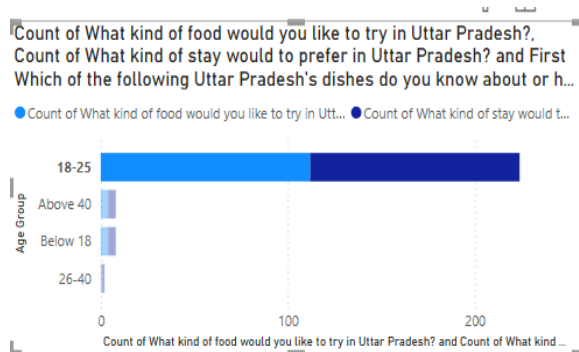 Count of What kind of food would you like to try in Uttar Pradesh?,
Count of What kind of stay would to prefer in Uttar Pradesh? and First
Which of the following Uttar Pradesh's dishes do you know about or h...
Count of What kind of food would you like to try in Utt... Count of What kind of stay would t...
18-25
Above 40
Below 18
26-40
Age Group
0 100 200
Count of What kind of food would you like to try in Uttar Pradesh? and Count of What kind ...